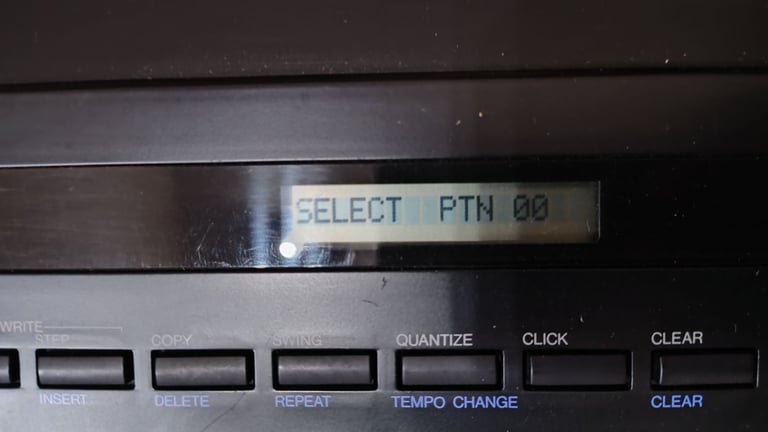 SELECT PTN 00
WRITE
STEP COPY SWING QUANTIZE CLICK CLEAR
INSERT DELETE REPEAT TEMPO CHANGE CLEAR